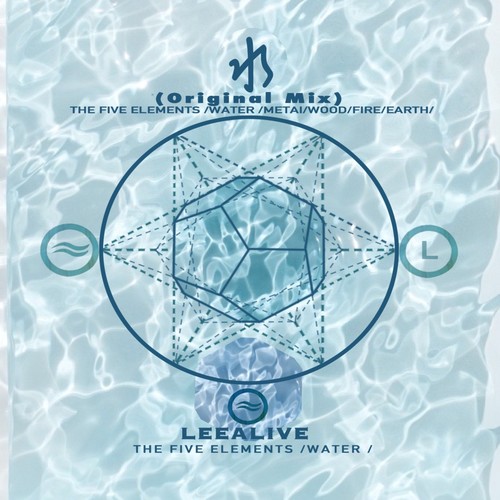 水
(Original Mix)
THE FIVE ELEMENTS /WATER /METAI/WOOD/FIRE/EARTH/
L
LEEALIVE
THE FIVE ELEMENTS /WATER /